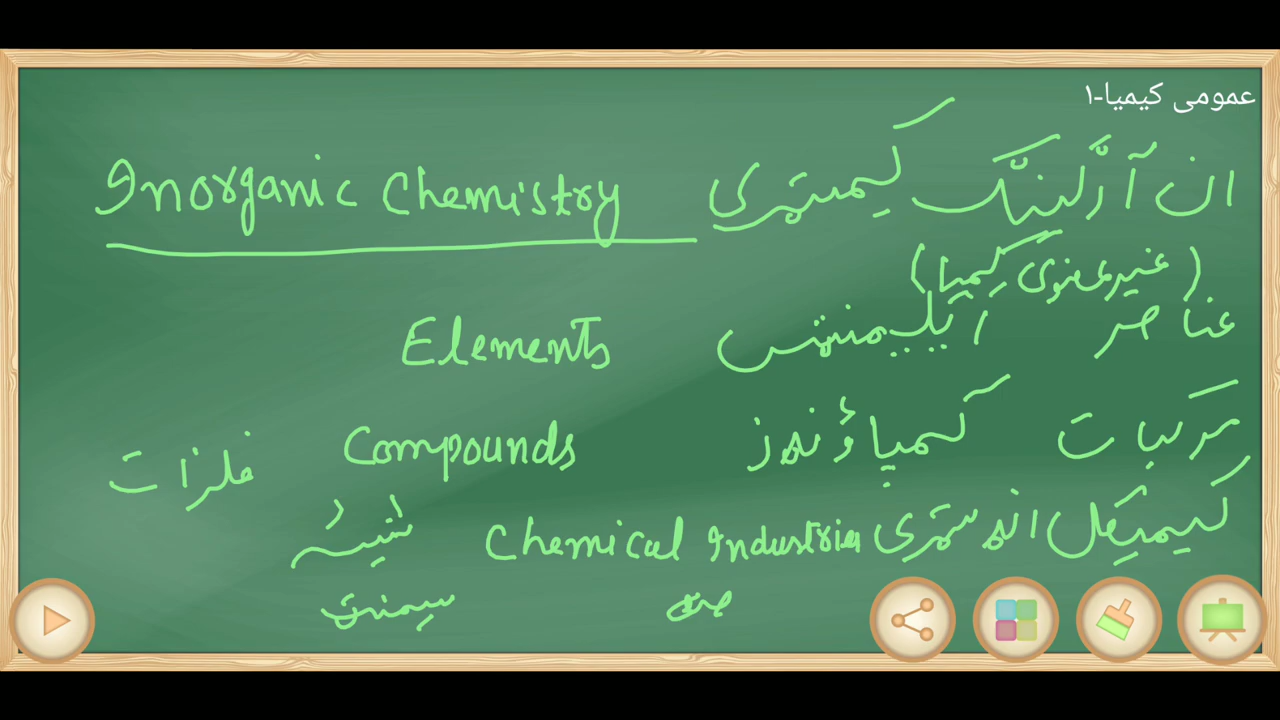 عمومی کیمیا-۱
ان آرگینک کیمسٹری Inorganic Chemistry
(غیر عضوی کیمیا)
عناصر ایلیمنٹس Elements
مرکبات کمپاؤنڈز Compounds فلزات
کیمیکل انڈسٹری Chemical Industries شیشہ
سیمنٹ